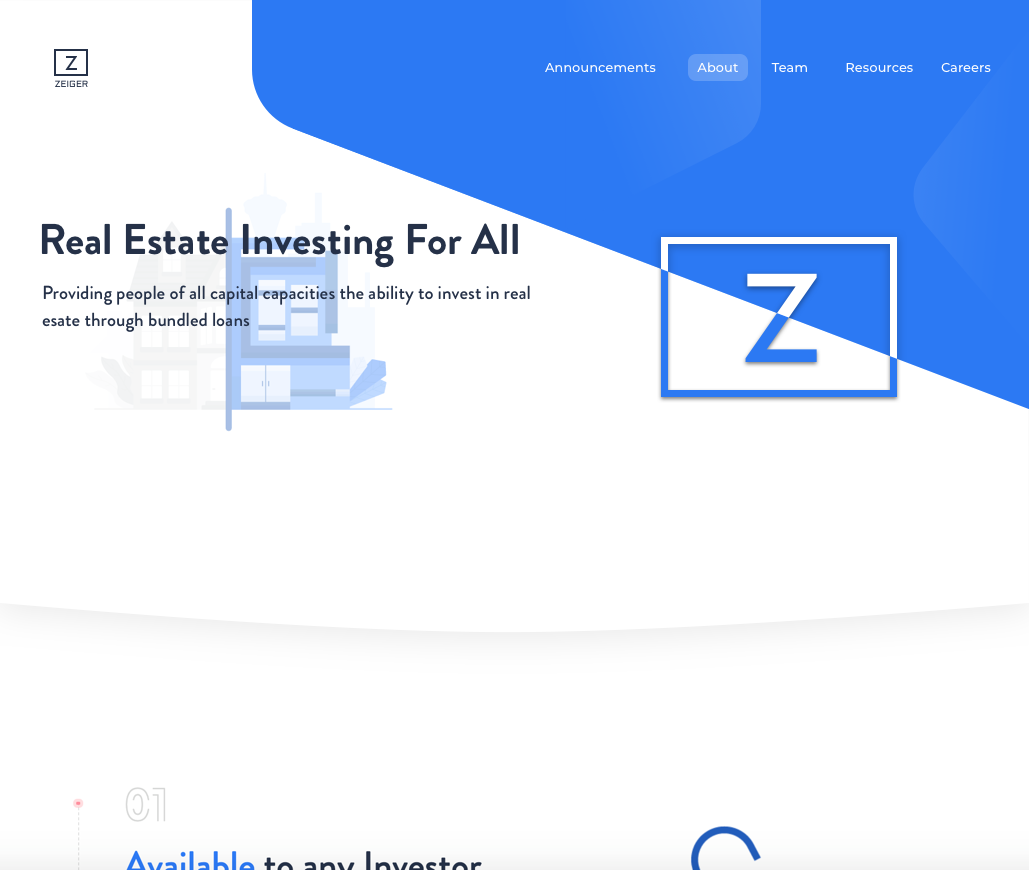 Z
ZEIGER
Announcements About Team Resources Careers
Real Estate Investing For All
Providing people of all capital capacities the ability to invest in real
esate through bundled loans
Z
01
Available to any Investor